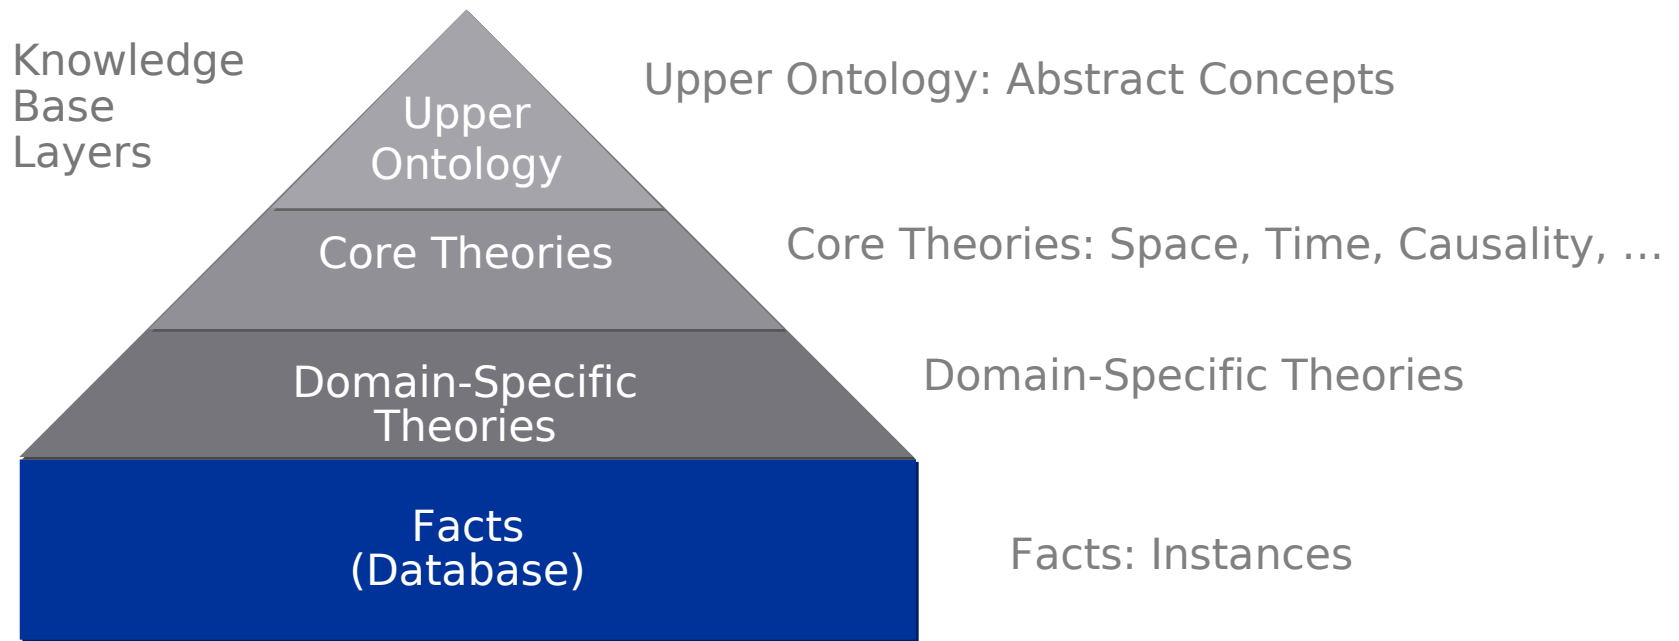 Knowledge
Base
Layers
Upper
Ontology
Upper Ontology: Abstract Concepts
Core Theories
Core Theories: Space, Time, Causality, ...
Domain-Specific
Theories
Domain-Specific Theories
Facts
(Database)
Facts: Instances